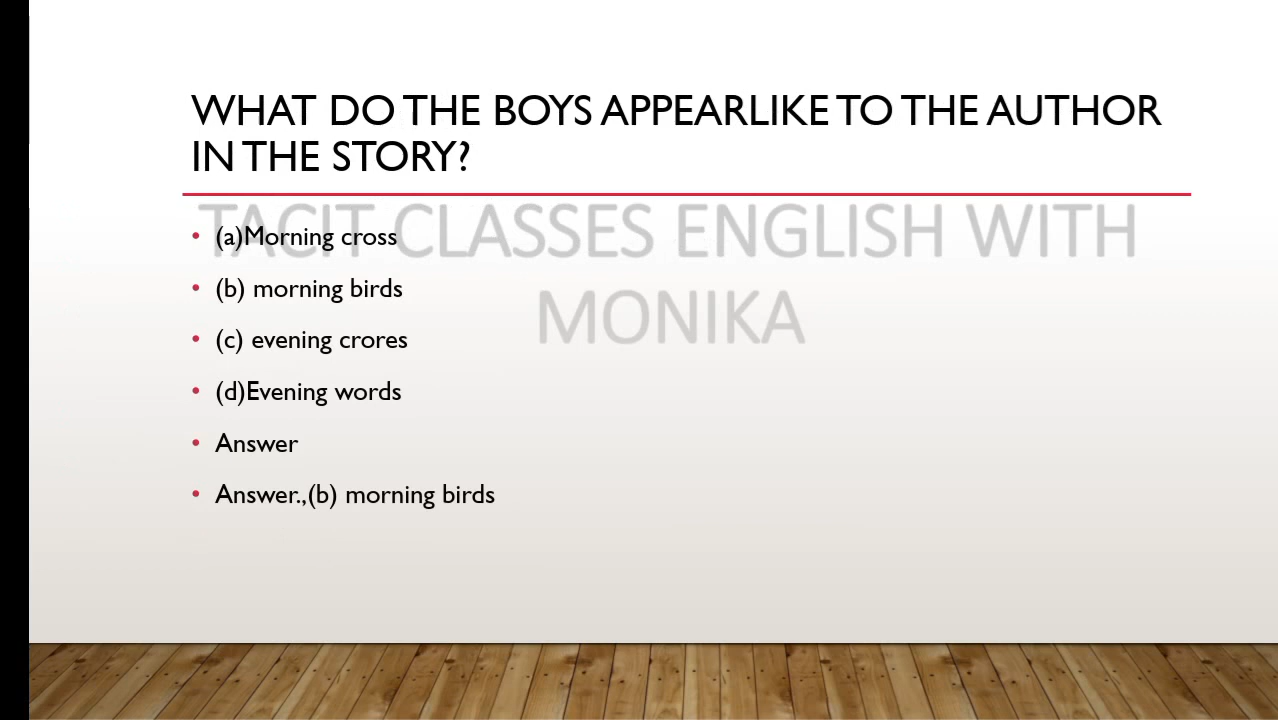 WHAT DO THE BOYS APPEARLIKE TO THE AUTHOR
IN THE STORY?
TACIT CLASSES ENGLISH WITH
MONIKA
• (a)Morning cross
• (b) morning birds
• (c) evening crores
• (d)Evening words
• Answer
• Answer.,(b) morning birds